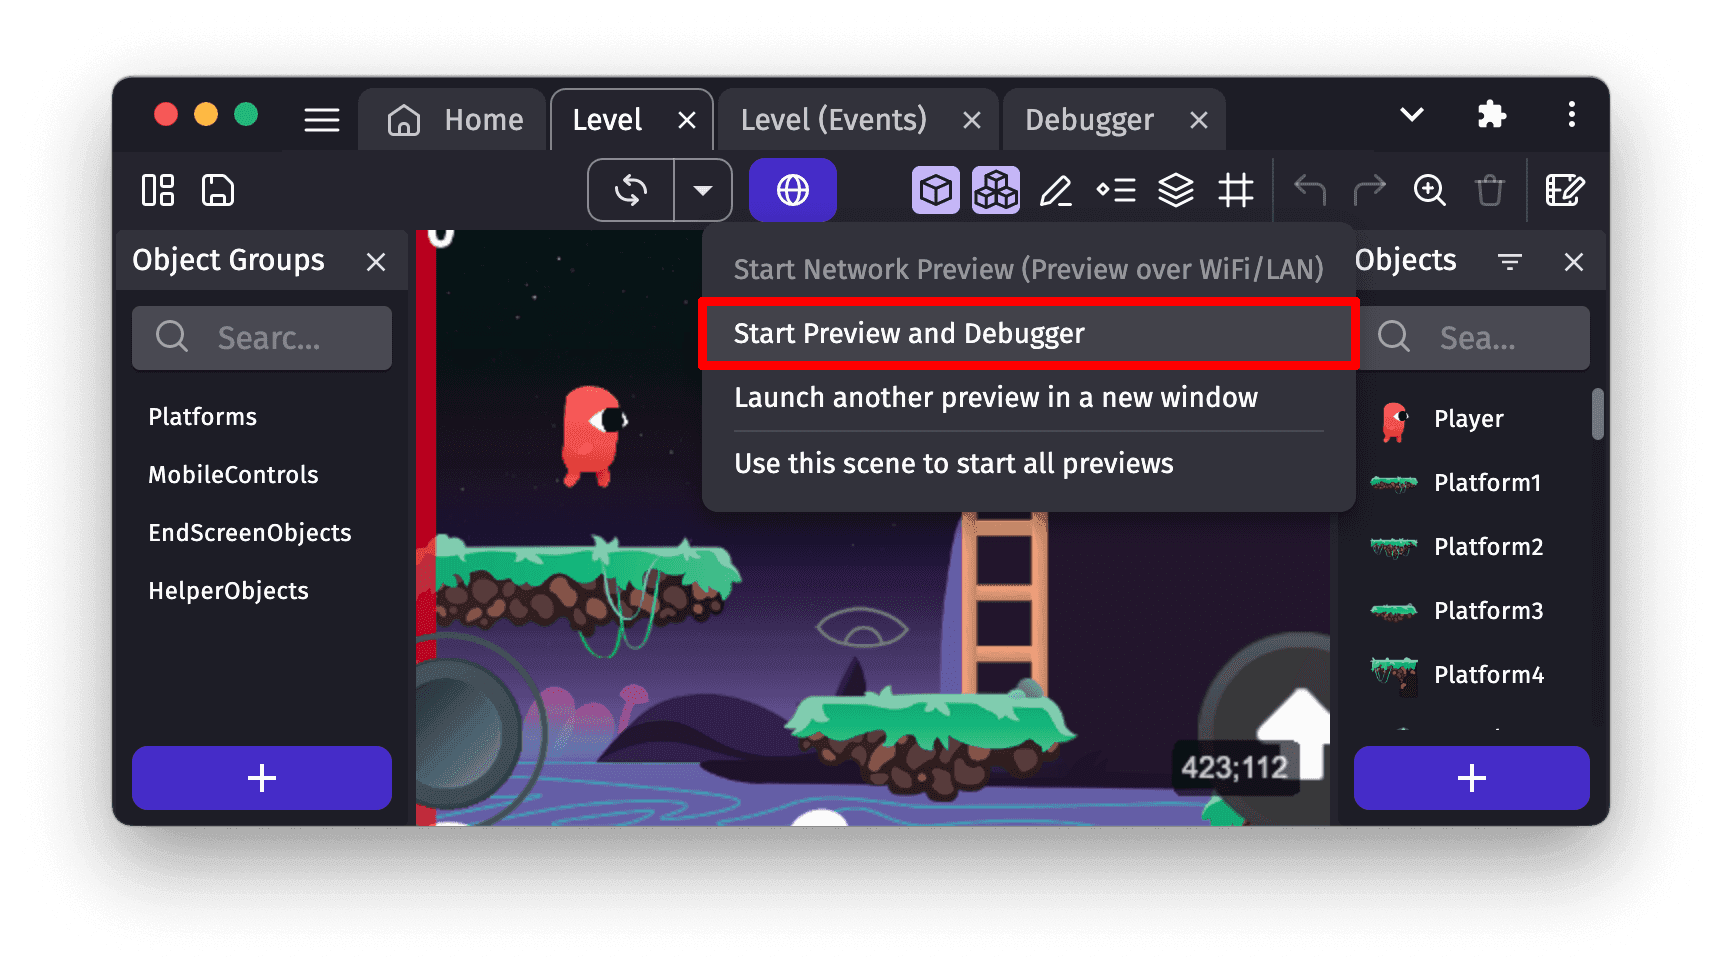 Home
Level
Level (Events)
Debugger
Object Groups
Searc...
Platforms
MobileControls
EndScreenObjects
HelperObjects
0
Start Network Preview (Preview over WiFi/LAN)
Start Preview and Debugger
Launch another preview in a new window
Use this scene to start all previews
423;112
Objects
Sea...
Player
Platform1
Platform2
Platform3
Platform4